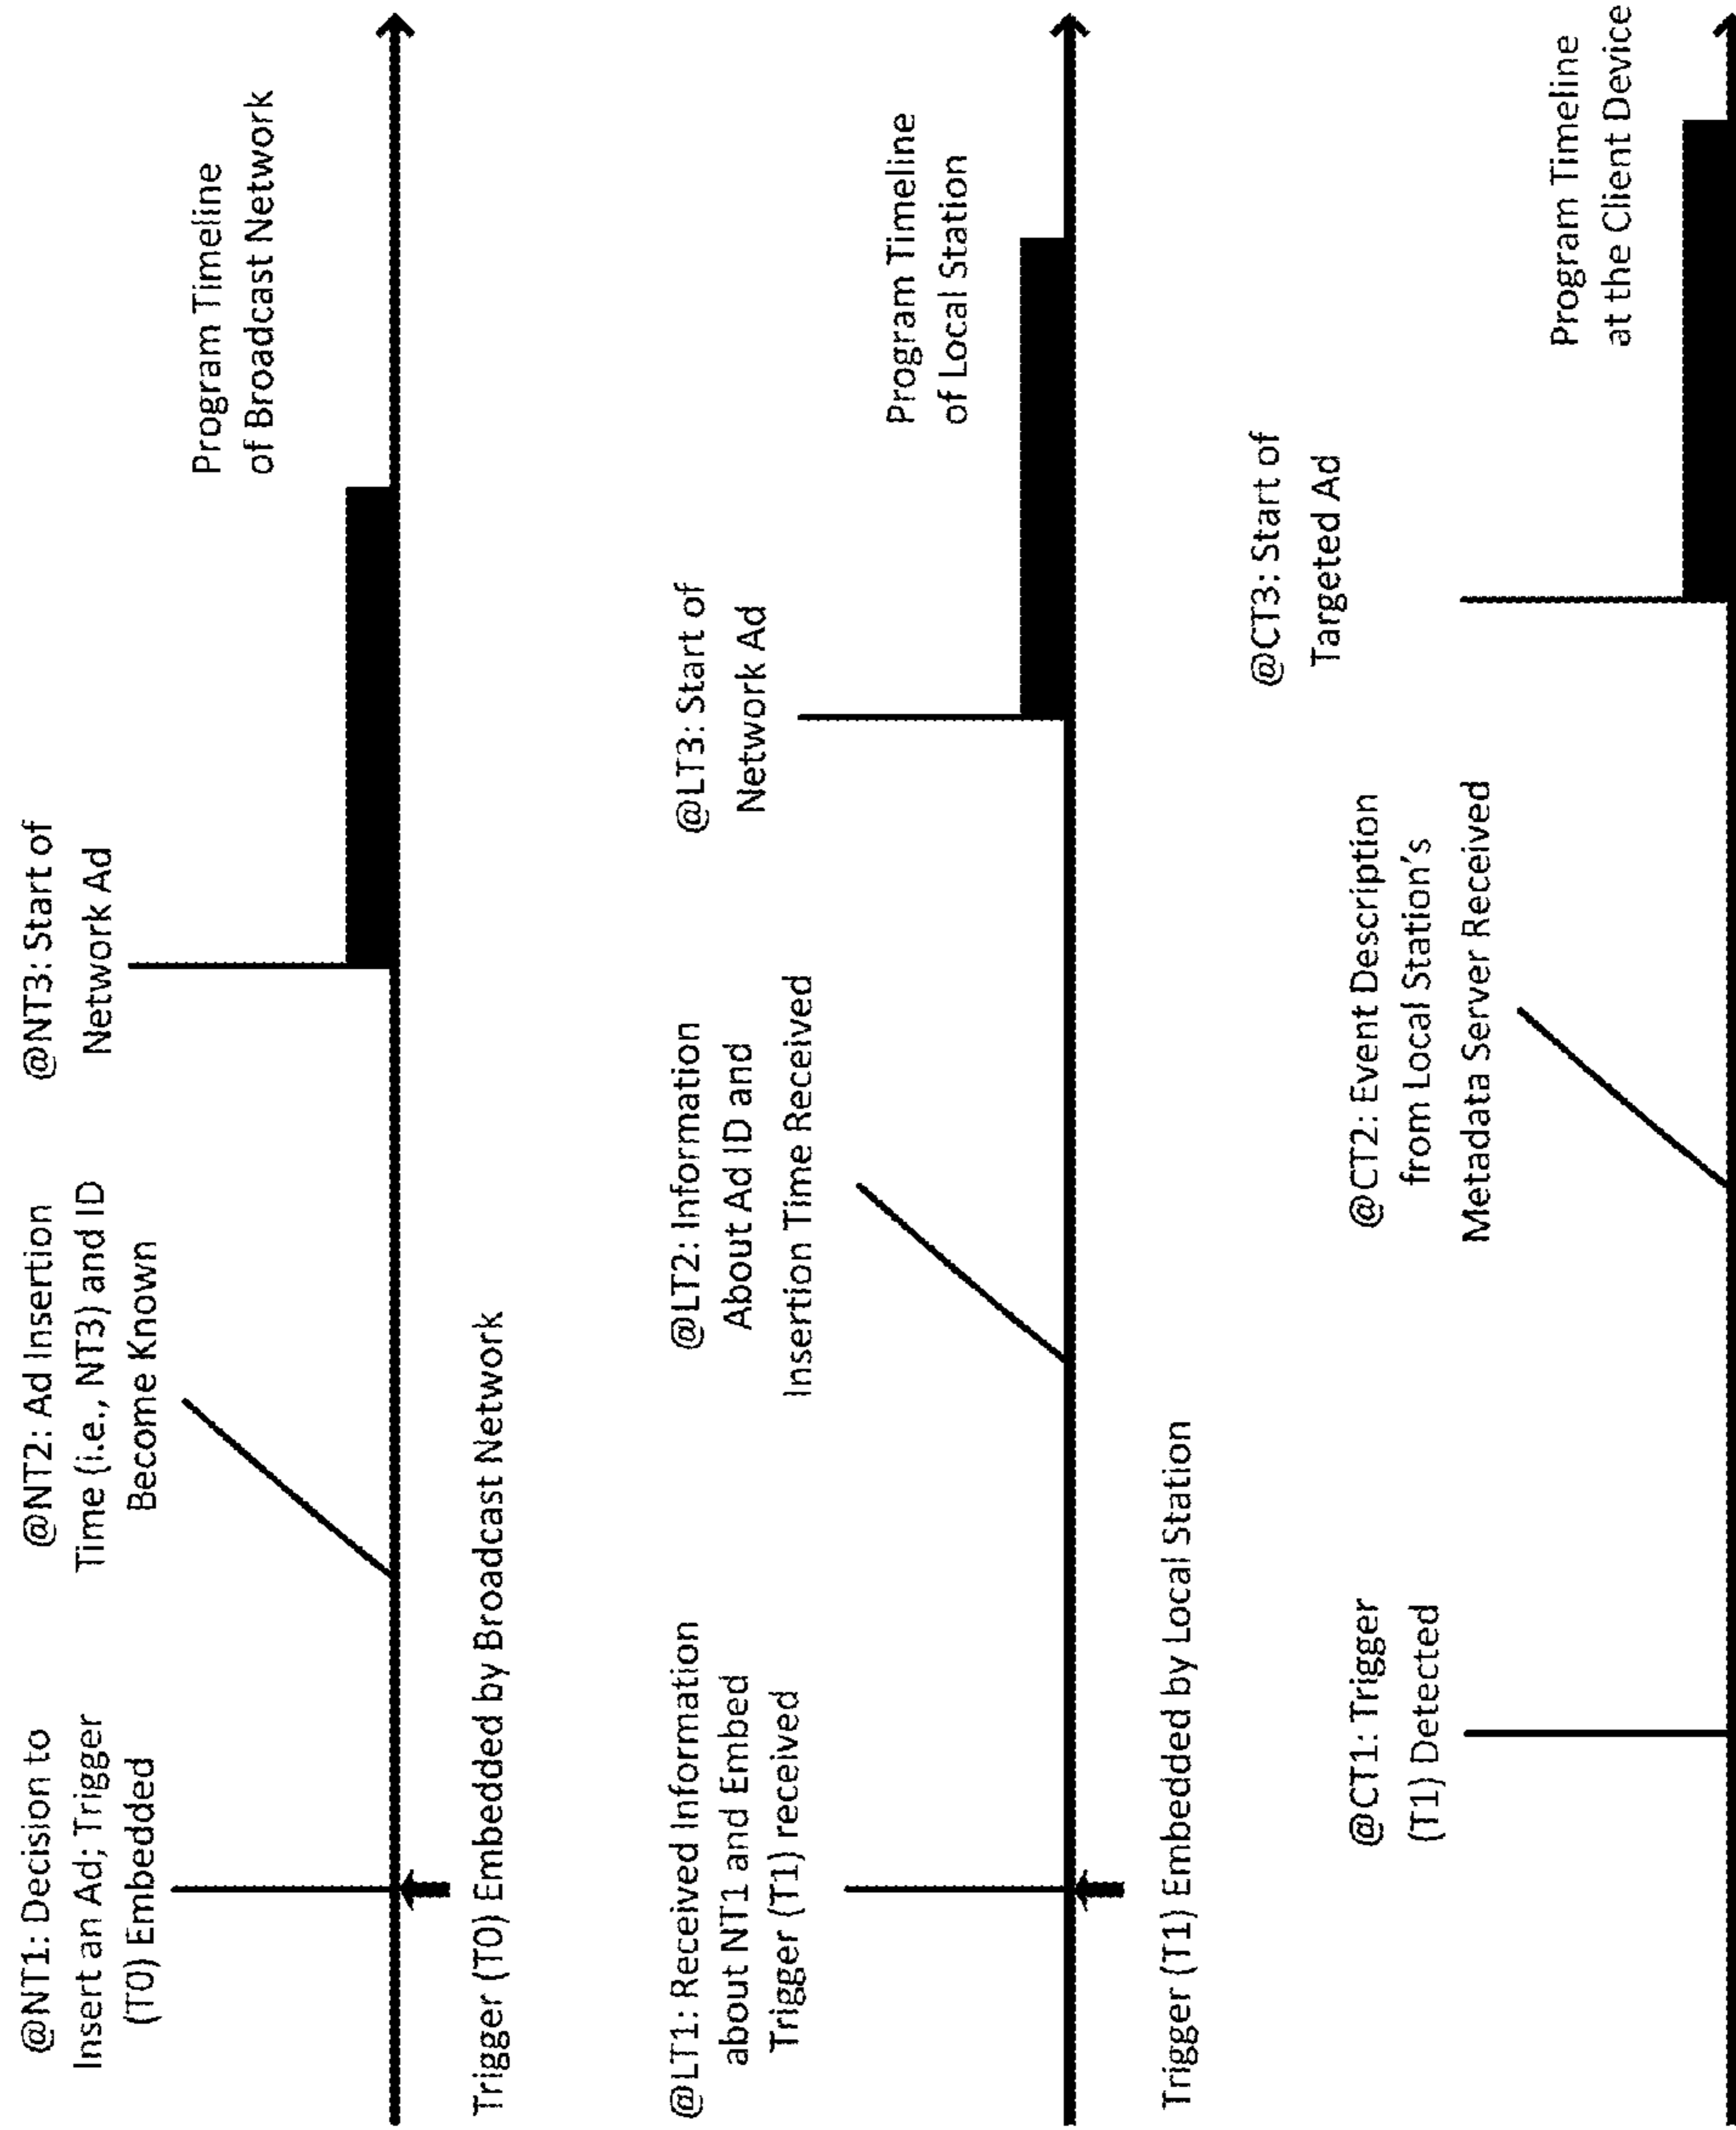 @NT1: Decision to
Insert an Ad; Trigger
(T0) Embedded
@NT2: Ad Insertion
Time (i.e., NT3) and ID
Become Known
@NT3: Start of
Network Ad
Program Timeline
of Broadcast Network
Trigger (T0) Embedded by Broadcast Network
@LT1: Received Information
about NT1 and Embed
Trigger (T1) received
@LT2: Information
About Ad ID and
Insertion Time Received
@LT3: Start of
Network Ad
Program Timeline
of Local Station
Trigger (T1) Embedded by Local Station
@CT1: Trigger
(T1) Detected
@CT2: Event Description
from Local Station's
Metadata Server Received
@CT3: Start of
Targeted Ad
Program Timeline
at the Client Device